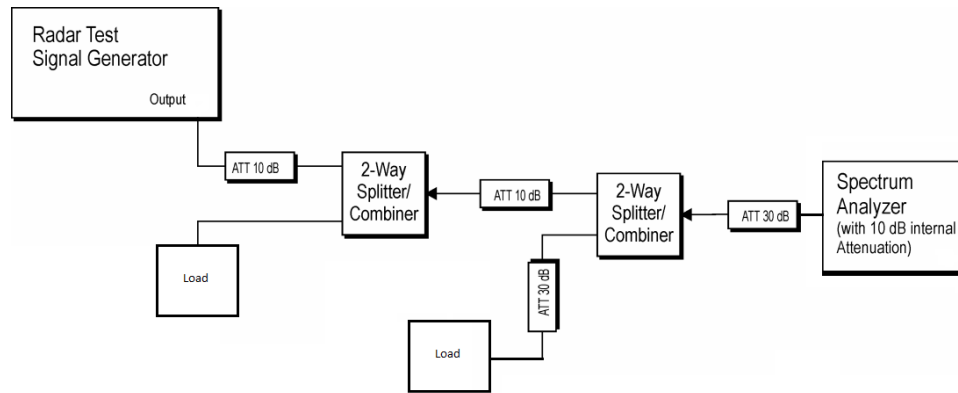 Radar Test
Signal Generator
Output
ATT 10 dB
2-Way
Splitter/
Combiner
ATT 10 dB
2-Way
Splitter/
Combiner
ATT 30 dB
Spectrum
Analyzer
(with 10 dB internal
Attenuation)
Load
ATT 30 dB
Load